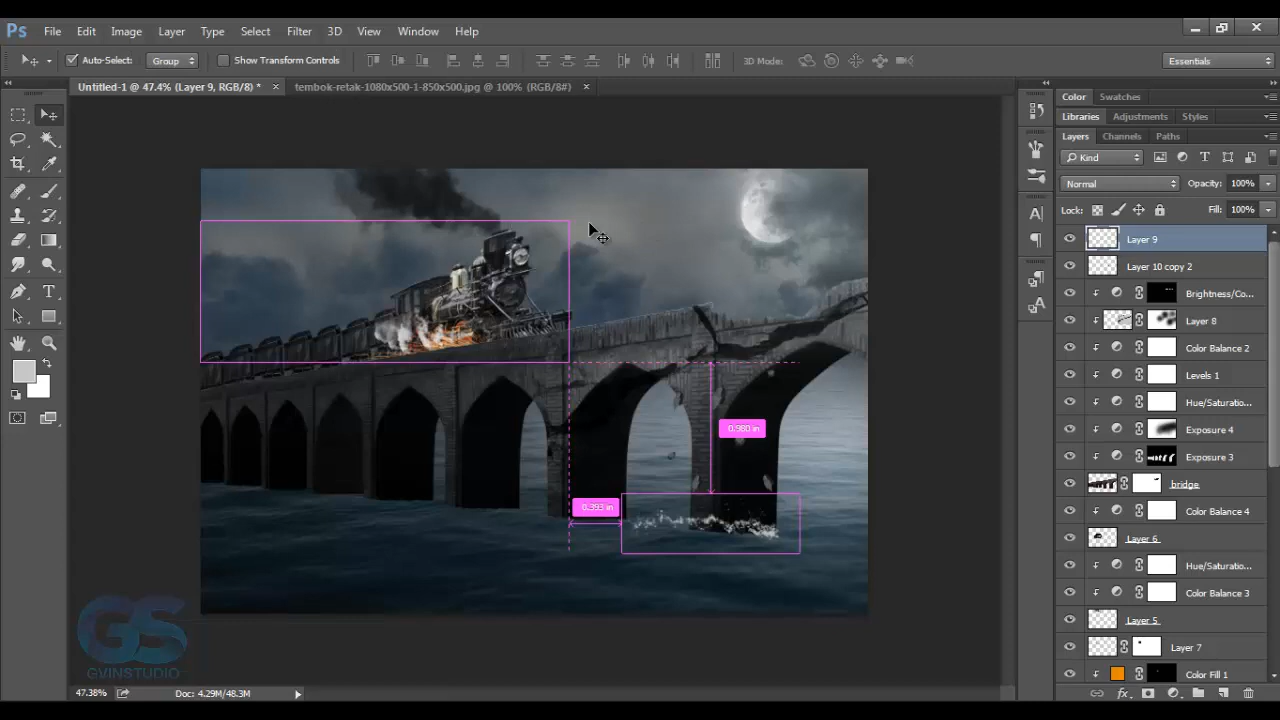 Ps File Edit Image Layer Type Select Filter 3D View Window Help
Auto-Select: Group Show Transform Controls 3D Mode: Essentials
Untitled-1 @ 47.4% (Layer 9, RGB/8) * × tembok-retak-1080x500-1-850x500.jpg @ 100% (RGB/8#) ×
Color Swatches
Libraries Adjustments Styles
Layers Channels Paths
Kind
Normal Opacity: 100%
Lock: Fill: 100%
Layer 9
Layer 10 copy 2
Brightness/Co...
Layer 8
Color Balance 2
Levels 1
Hue/Saturatio...
Exposure 4
Exposure 3
bridge
Color Balance 4
Layer 6
Hue/Saturatio...
Color Balance 3
Layer 5
Layer 7
Color Fill 1
0.980 in
0.393 in
GS
GVINSTUDIO
47.38% Doc: 4.29M/48.3M